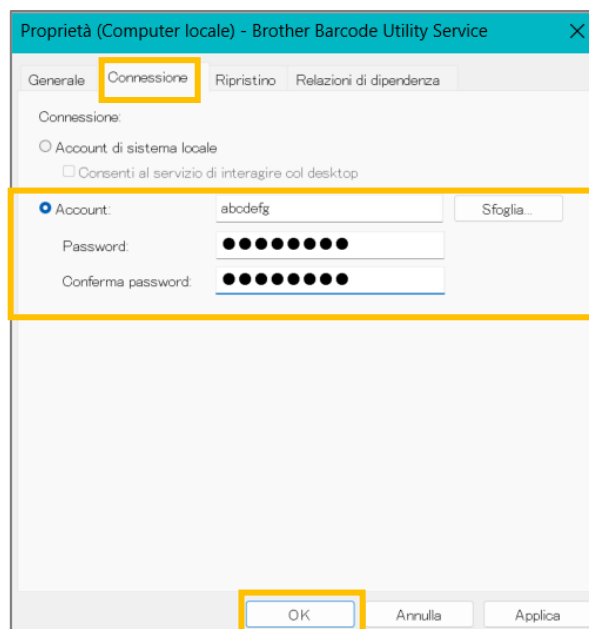 Proprietà (Computer locale) - Brother Barcode Utility Service
Generale Connessione Ripristino Relazioni di dipendenza
Connessione:
Account di sistema locale
Consenti al servizio di interagire col desktop
Account: abcdefg Sfoglia...
Password: ●●●●●●●●
Conferma password: ●●●●●●●●
OK Annulla Applica